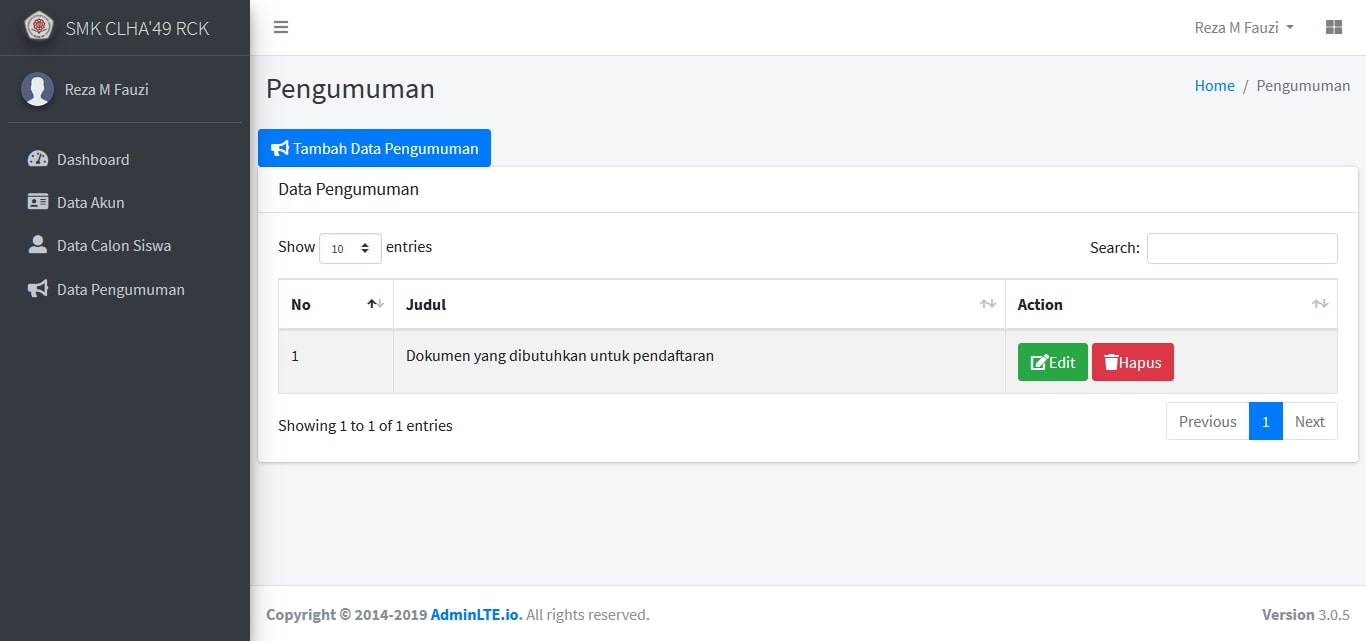 SMK CLHA'49 RCK
Reza M Fauzi
Dashboard
Data Akun
Data Calon Siswa
Data Pengumuman
Reza M Fauzi
Pengumuman
Home / Pengumuman
Tambah Data Pengumuman
Data Pengumuman
Show 10 entries
Search:
No Judul Action
1 Dokumen yang dibutuhkan untuk pendaftaran Edit Hapus
Showing 1 to 1 of 1 entries
Previous 1 Next
Copyright © 2014-2019 AdminLTE.io. All rights reserved.
Version 3.0.5